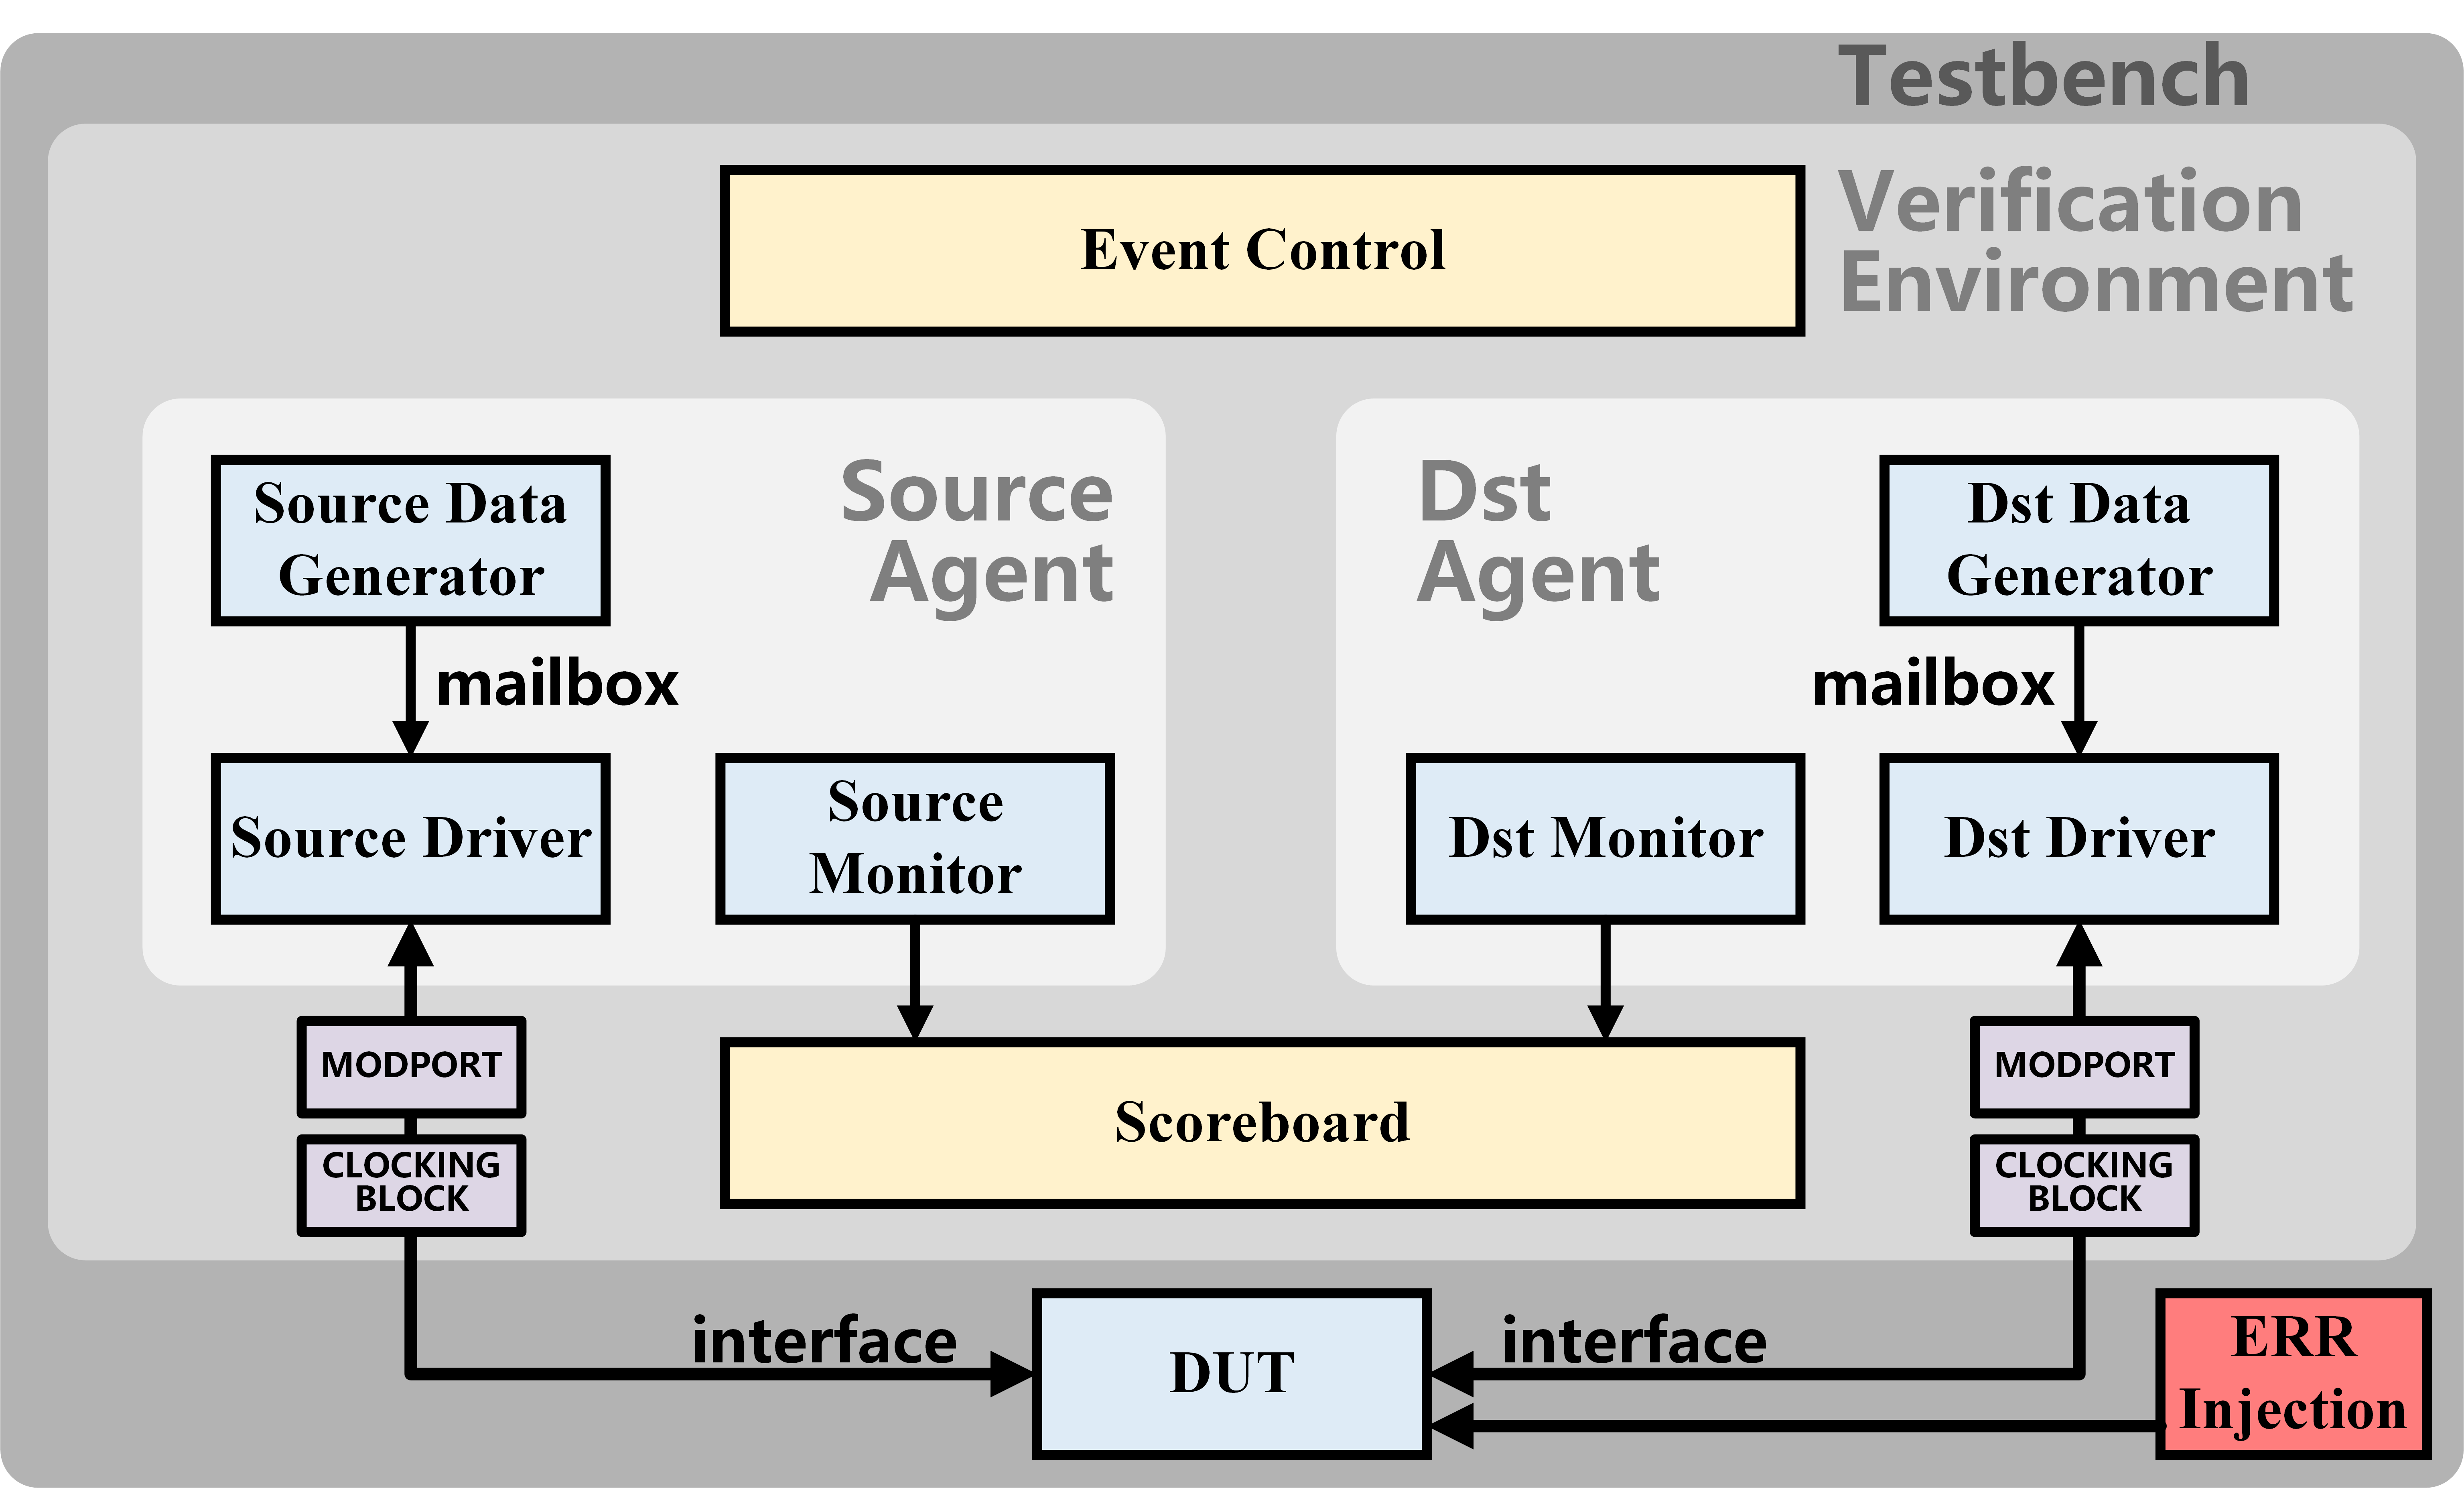 Testbench
Verification
Environment
Event Control
Source Data
Generator
Source
Agent
mailbox
Source Driver
Source
Monitor
Dst
Agent
Dst Data
Generator
mailbox
Dst Monitor
Dst Driver
MODPORT
CLOCKING
BLOCK
Scoreboard
MODPORT
CLOCKING
BLOCK
interface
DUT
interface
ERR
Injection